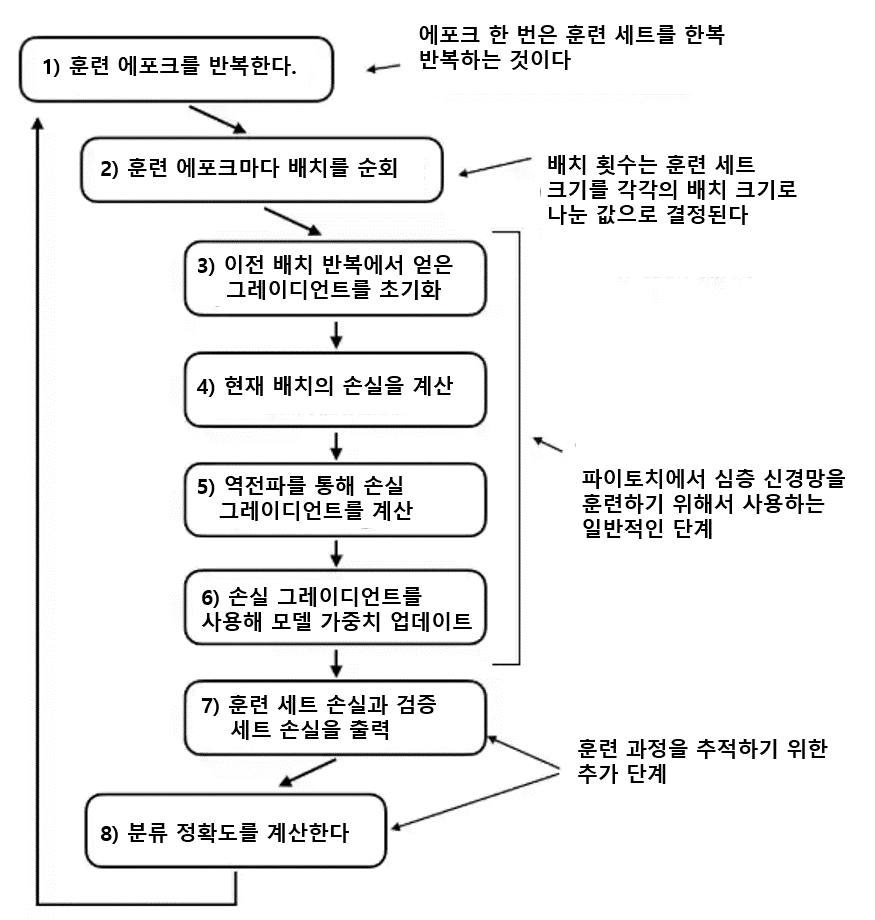 에포크 한 번은 훈련 세트를 한복
반복하는 것이다
1) 훈련 에포크를 반복한다.
2) 훈련 에포크마다 배치를 순회
배치 횟수는 훈련 세트
크기를 각각의 배치 크기로
나눈 값으로 결정된다
3) 이전 배치 반복에서 얻은
그레이디언트를 초기화
4) 현재 배치의 손실을 계산
5) 역전파를 통해 손실
그레이디언트를 계산
파이토치에서 심층 신경망을
훈련하기 위해서 사용하는
일반적인 단계
6) 손실 그레이디언트를
사용해 모델 가중치 업데이트
7) 훈련 세트 손실과 검증
세트 손실을 출력
훈련 과정을 추적하기 위한
추가 단계
8) 분류 정확도를 계산한다